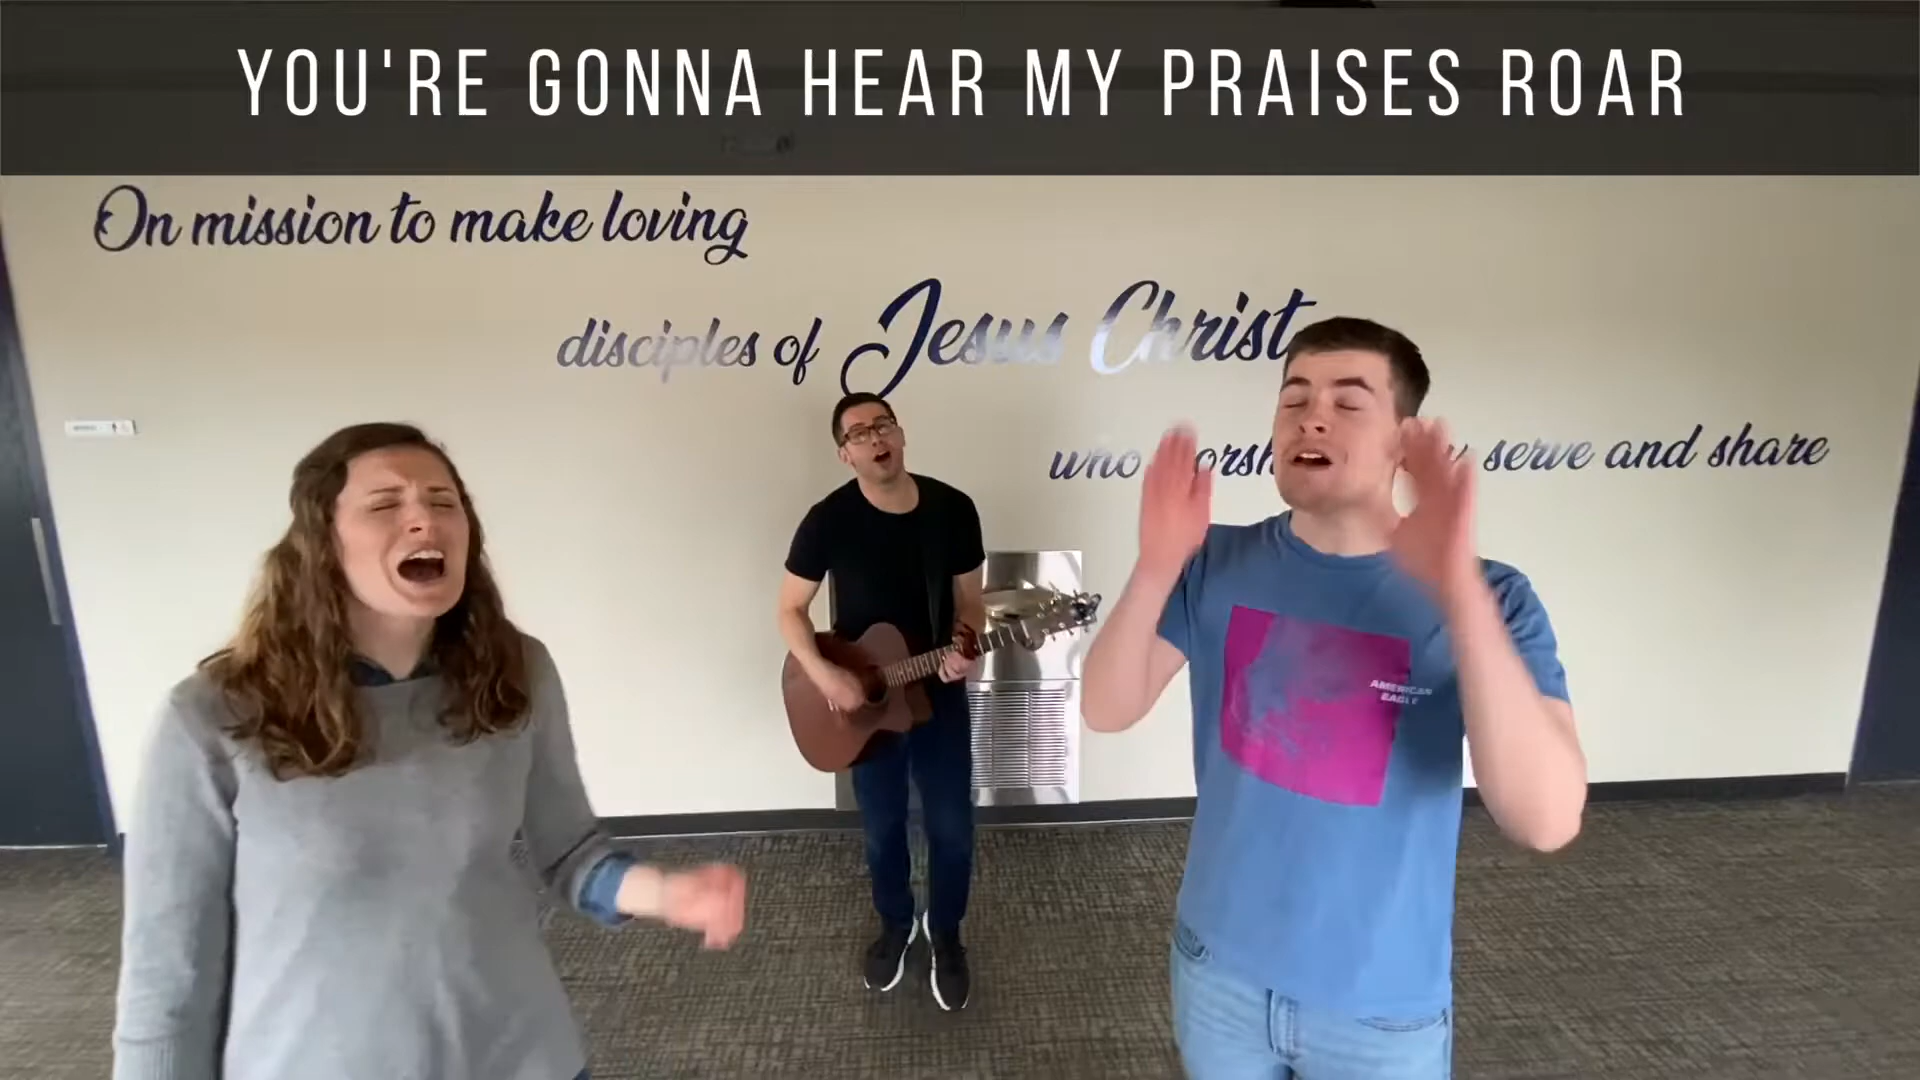 YOU'RE GONNA HEAR MY PRAISES ROAR
On mission to make loving
disciples of Jesus Christ
who serve and share
AMERICAN
EAGLE